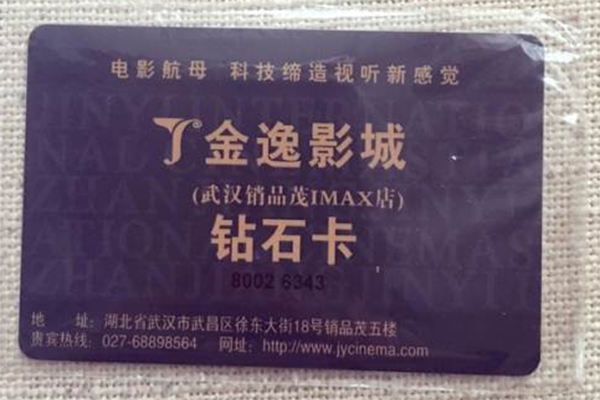 电影航母 科技缔造视听新感觉
金逸影城
(武汉销品茂IMAX店)
钻石卡
8002 6343
地 址: 湖北省武汉市武昌区徐东大街18号销品茂五楼
贵宾热线: 027-68898564 网址: http://www.jycinema.com